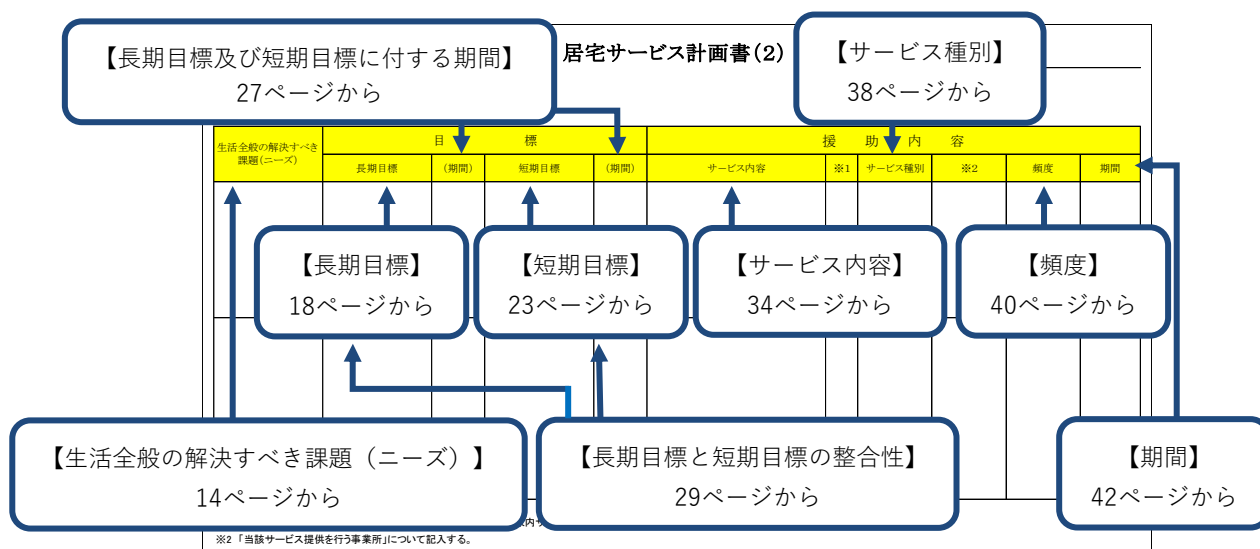 【長期目標及び短期目標に付する期間】
27ページから
居宅サービス計画書(2)
【サービス種別】
38ページから
生活全般の解決すべき
課題(ニーズ)
目 標
援 助 内 容
長期目標
(期間)
短期目標
(期間)
サービス内容
※1
サービス種別
※2
頻度
期間
【長期目標】
18ページから
【短期目標】
23ページから
【サービス内容】
34ページから
【頻度】
40ページから
【生活全般の解決すべき課題(ニーズ)】
14ページから
【長期目標と短期目標の整合性】
29ページから
【期間】
42ページから
※2 「当該サービス提供を行う事業所」について記入する。